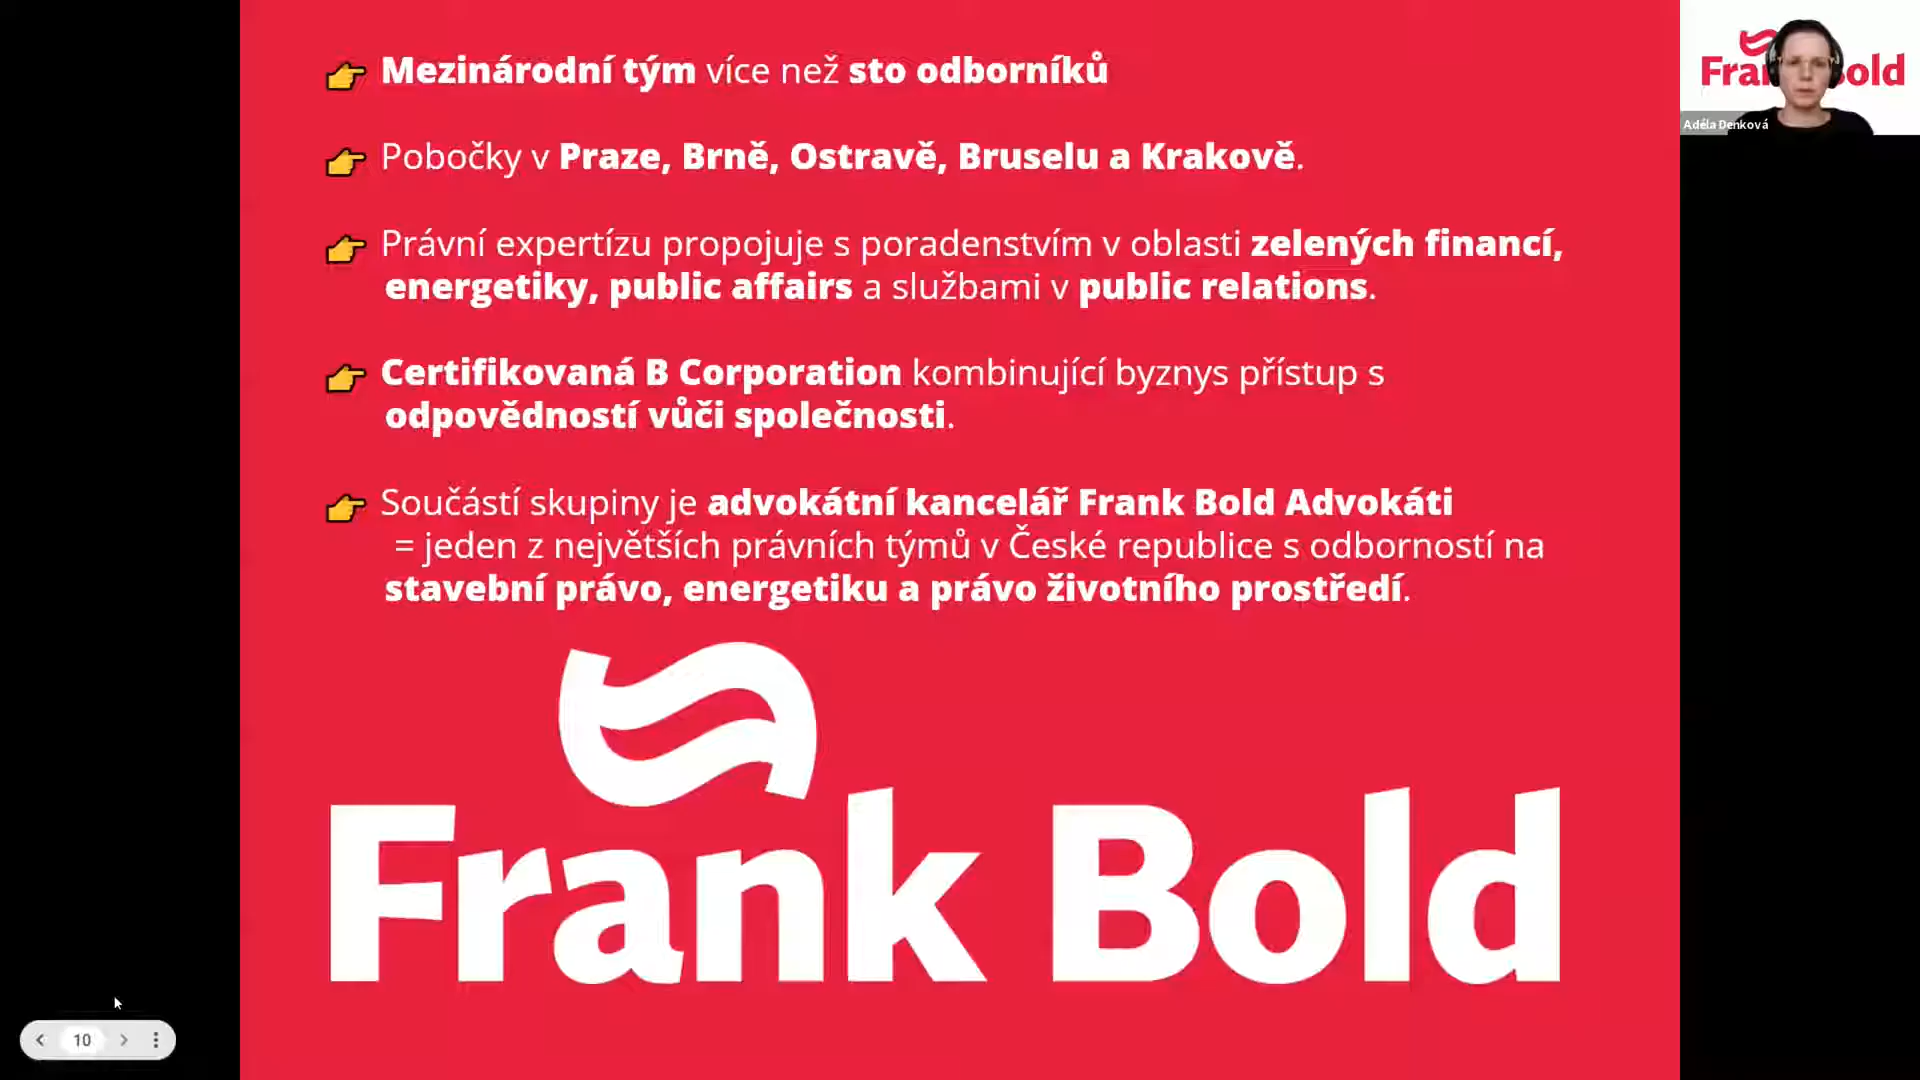 Mezinárodní tým více než sto odborníků
Pobočky v Praze, Brně, Ostravě, Bruselu a Krakově.
Právní expertízu propojuje s poradenstvím v oblasti zelených financí,
energetiky, public affairs a službami v public relations.
Certifikovaná B Corporation kombinující byznys přístup s
odpovědností vůči společnosti.
Součástí skupiny je advokátní kancelář Frank Bold Advokáti
= jeden z největších právních týmů v České republice s odborností na
stavební právo, energetiku a právo životního prostředí.
Frank Bold
Fra old
Adéla Denková
10